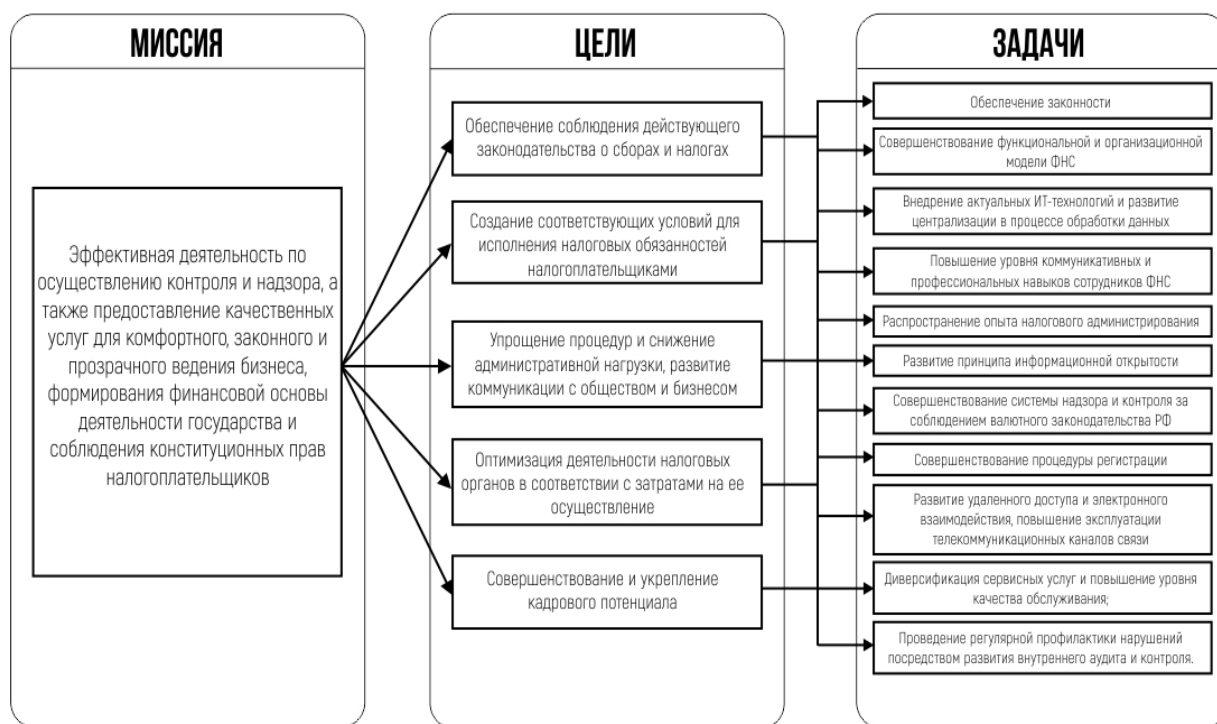 МИССИЯ
Эффективная деятельность по
осуществлению контроля и надзора, а
также предоставление качественных
услуг для комфортного, законного и
прозрачного ведения бизнеса,
формирования финансовой основы
деятельности государства и
соблюдения конституционных прав
налогоплательщиков
ЦЕЛИ
Обеспечение соблюдения действующего
законодательства о сборах и налогах
Создание соответствующих условий для
исполнения налоговых обязанностей
налогоплательщиками
Упрощение процедур и снижение
административной нагрузки, развитие
коммуникации с обществом и бизнесом
Оптимизация деятельности налоговых
органов в соответствии с затратами на ее
осуществление
Совершенствование и укрепление
кадрового потенциала
ЗАДАЧИ
Обеспечение законности
Совершенствование функциональной и организационной
модели ФНС
Внедрение актуальных ИТ-технологий и развитие
централизации в процессе обработки данных
Повышение уровня коммуникативных и
профессиональных навыков сотрудников ФНС
Распространение опыта налогового администрирования
Развитие принципа информационной открытости
Совершенствование системы надзора и контроля за
соблюдением валютного законодательства РФ
Совершенствование процедуры регистрации
Развитие удаленного доступа и электронного
взаимодействия, повышение эксплуатации
телекоммуникационных каналов связи
Диверсификация сервисных услуг и повышение уровня
качества обслуживания;
Проведение регулярной профилактики нарушений
посредством развития внутреннего аудита и контроля.